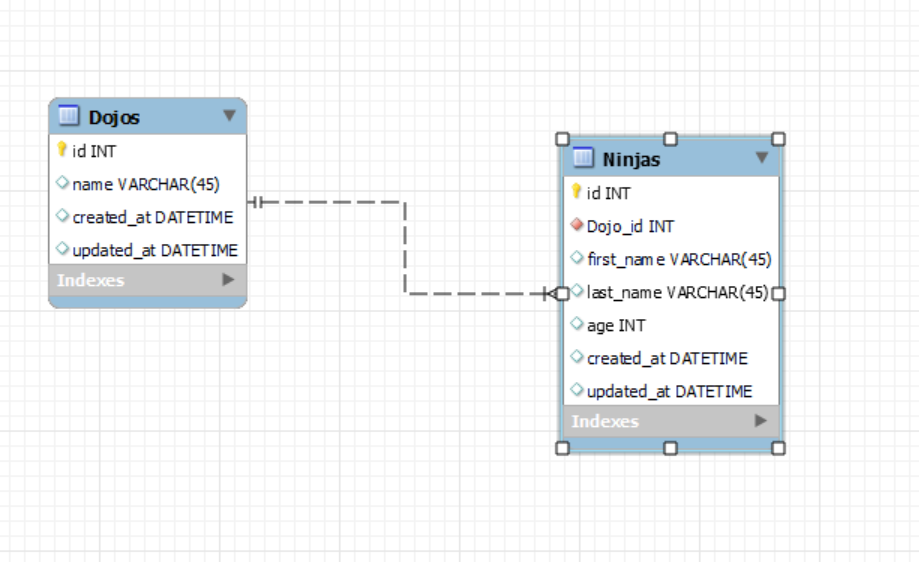 Dojos
id INT
name VARCHAR(45)
created_at DATETIME
updated_at DATETIME
Indexes
Ninjas
id INT
Dojo_id INT
first_name VARCHAR(45)
last_name VARCHAR(45)
age INT
created_at DATETIME
updated_at DATETIME
Indexes